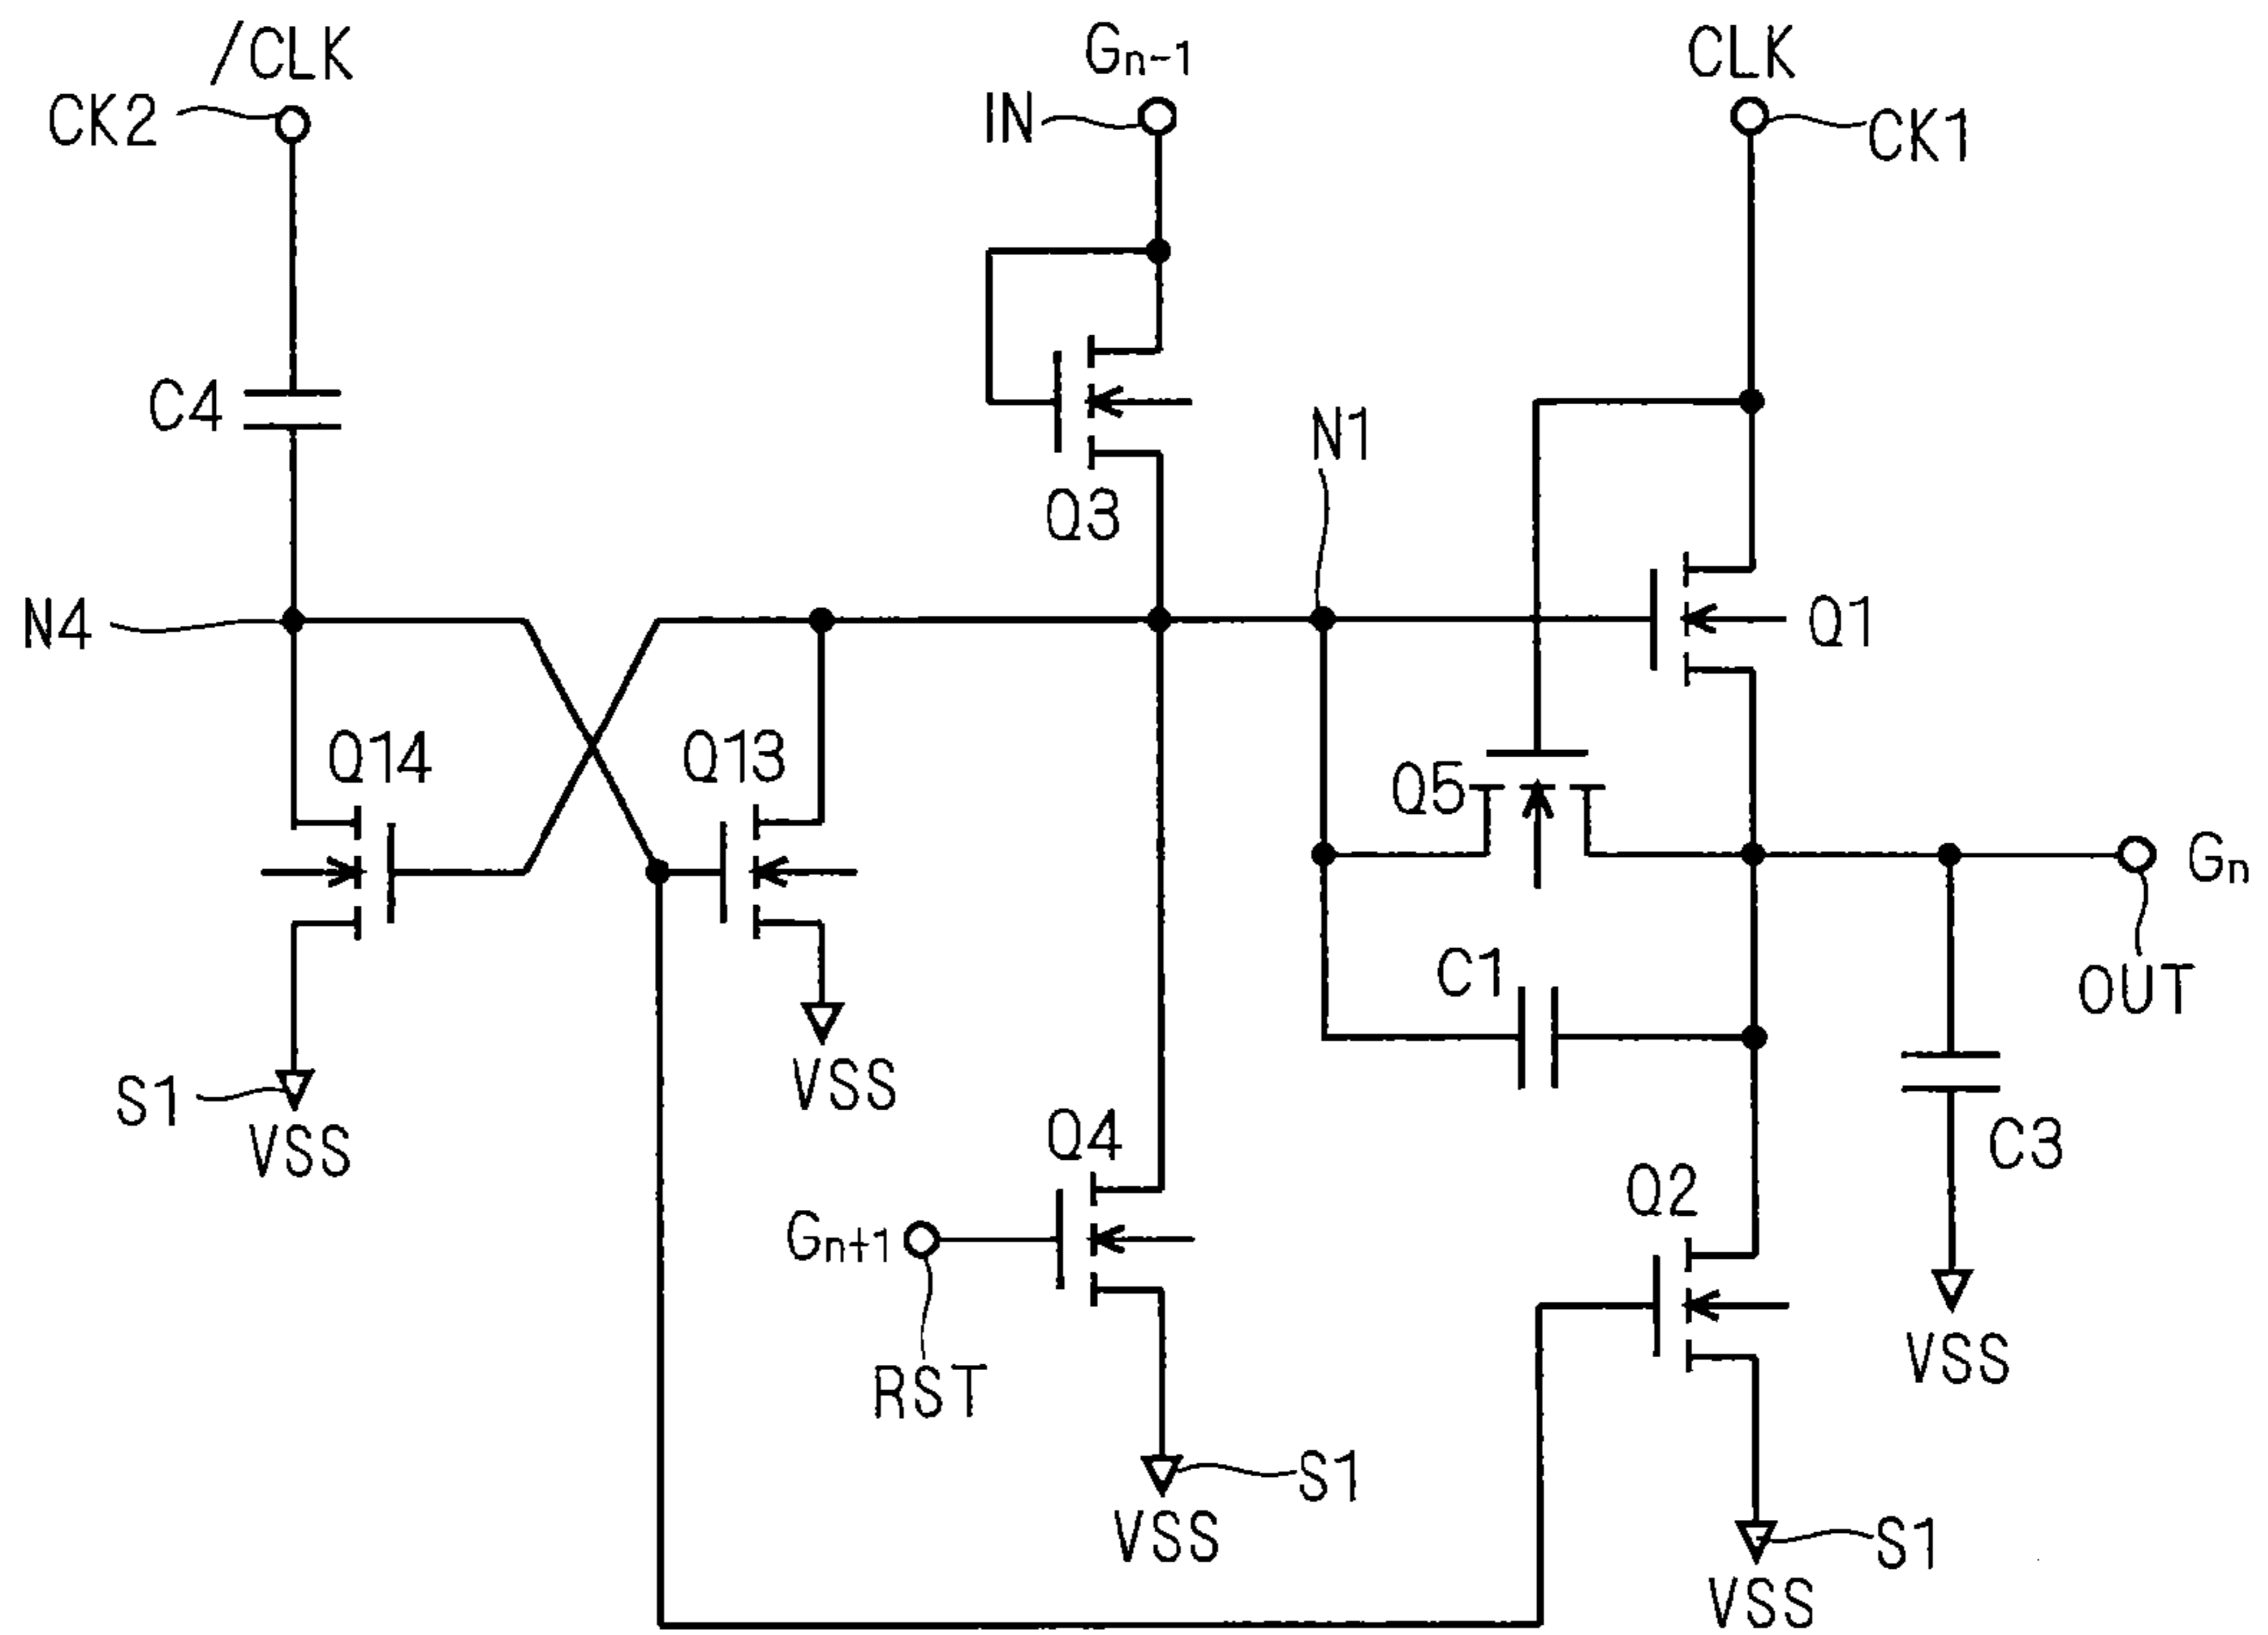 /CLK
CK2
Gn-1
IN
CLK
CK1
C4
N1
Q3
N4
Q1
Q14
Q13
Q5
Gn
C1
OUT
S1
VSS
VSS
Q4
C3
Q2
Gn+1
RST
VSS
S1
VSS
S1
VSS